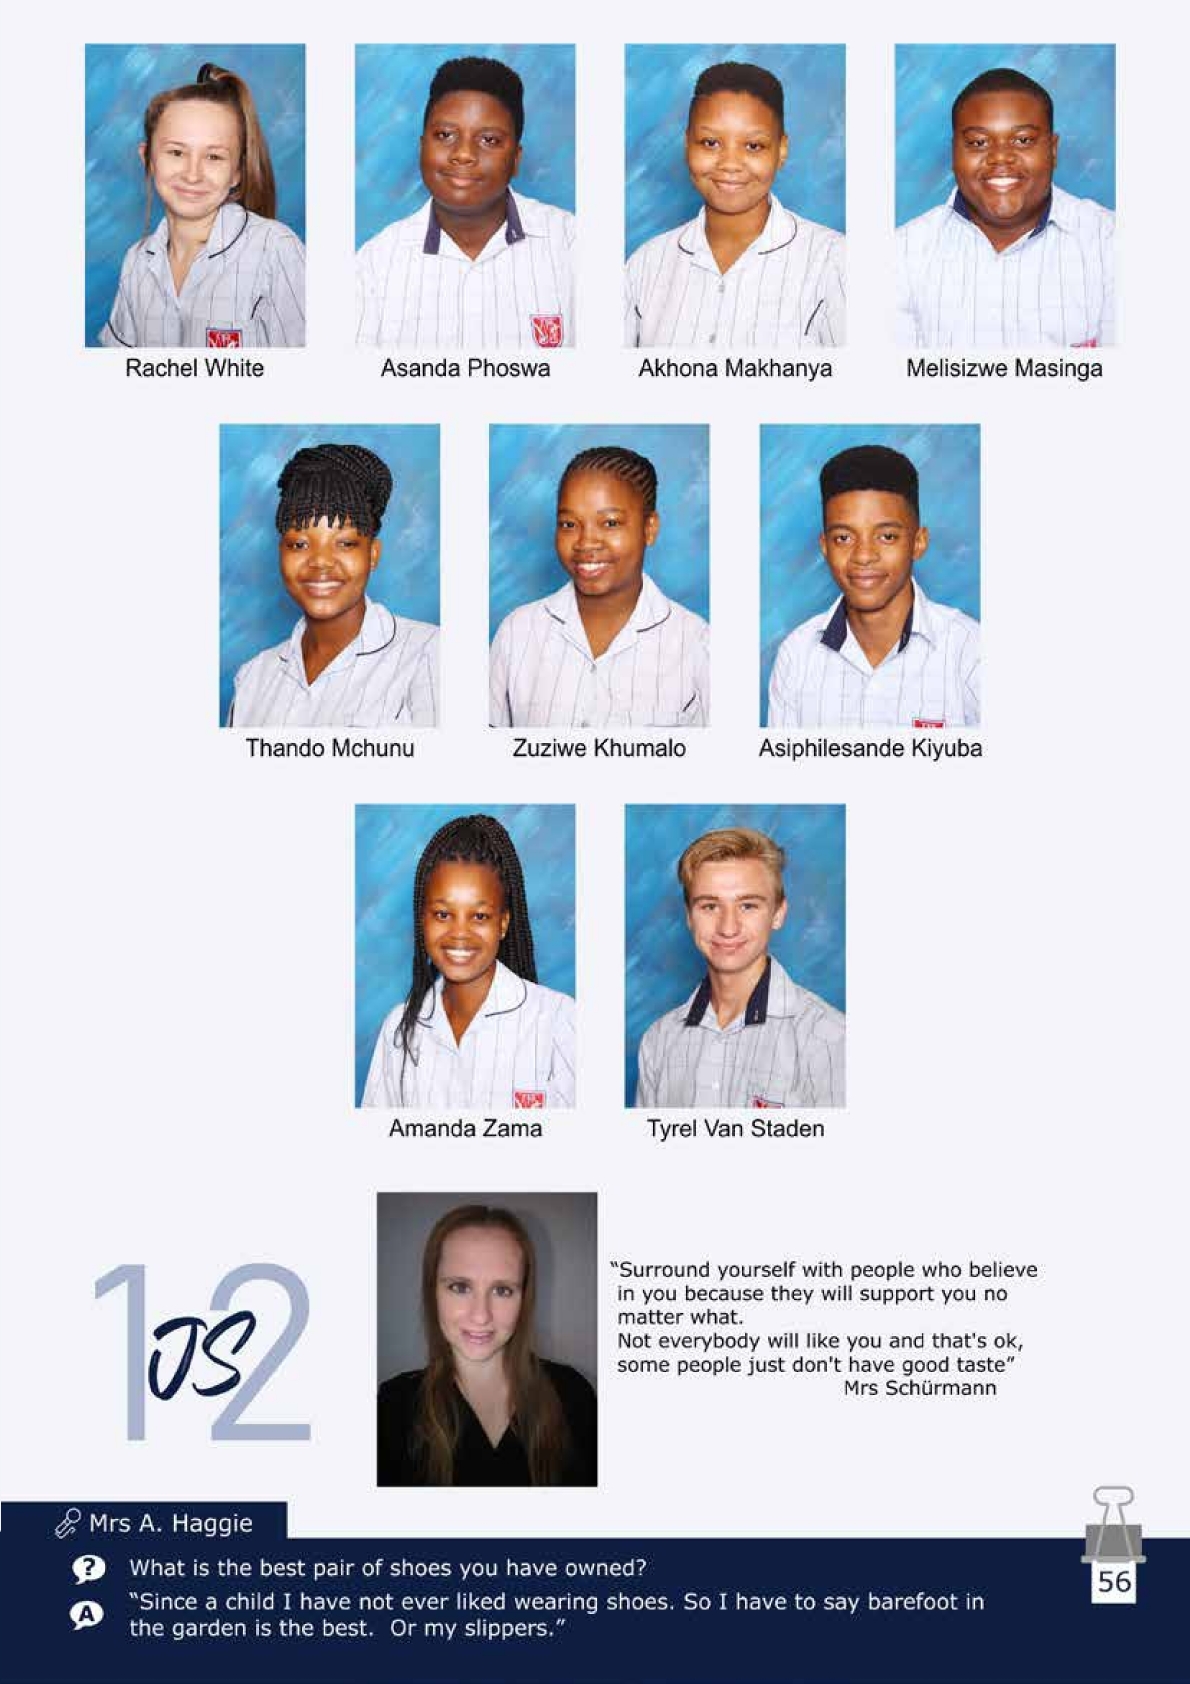 Rachel White
Asanda Phoswa
Akhona Makhanya
Melisizwe Masinga
Thando Mchunu
Zuziwe Khumalo
Asiphilesande Kiyuba
Amanda Zama
Tyrel Van Staden
12
JS
“Surround yourself with people who believe
in you because they will support you no
matter what.
Not everybody will like you and that's ok,
some people just don't have good taste”
Mrs Schürmann
Mrs A. Haggie
? What is the best pair of shoes you have owned?
A “Since a child I have not ever liked wearing shoes. So I have to say barefoot in
the garden is the best. Or my slippers.”
56